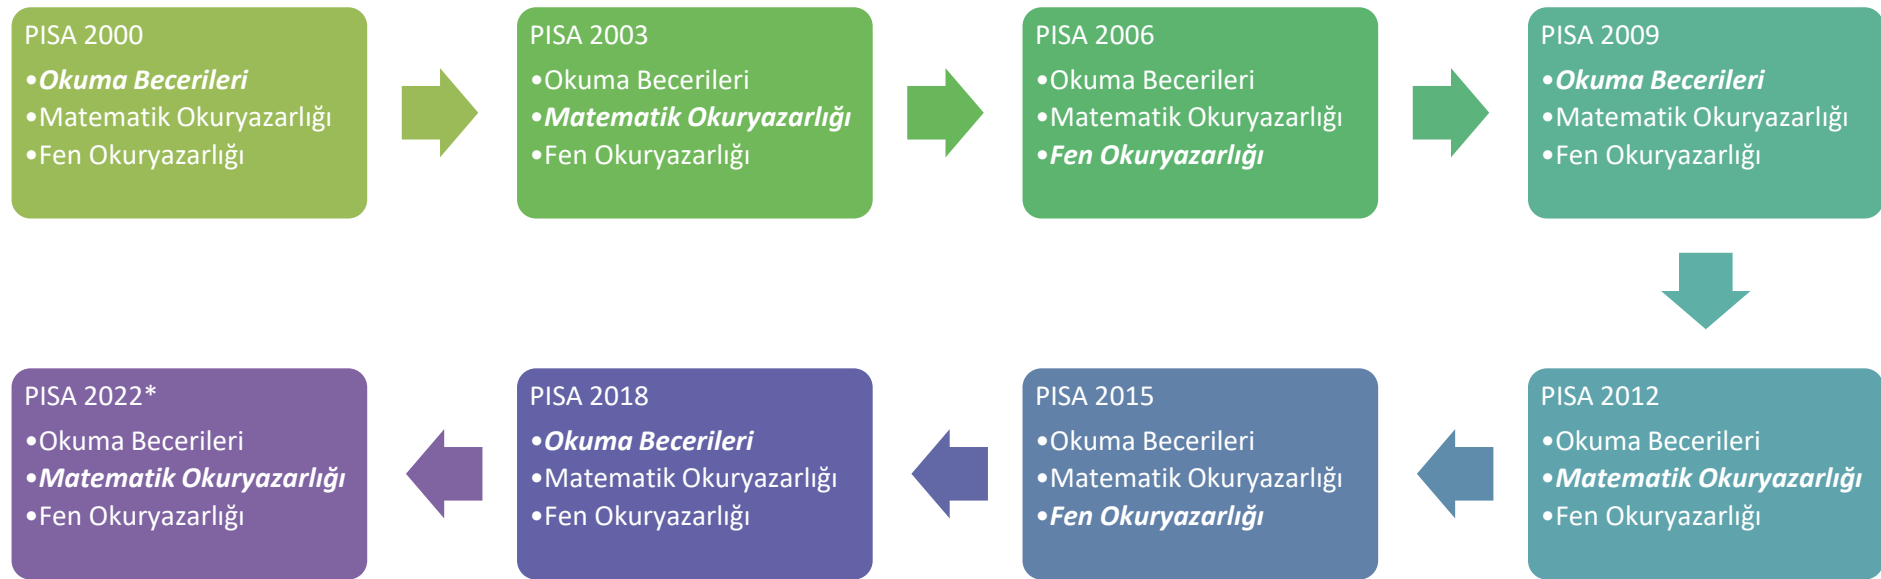 PISA 2000
•Okuma Becerileri
•Matematik Okuryazarlığı
•Fen Okuryazarlığı
PISA 2003
•Okuma Becerileri
•Matematik Okuryazarlığı
•Fen Okuryazarlığı
PISA 2006
•Okuma Becerileri
•Matematik Okuryazarlığı
•Fen Okuryazarlığı
PISA 2009
•Okuma Becerileri
•Matematik Okuryazarlığı
•Fen Okuryazarlığı
PISA 2012
•Okuma Becerileri
•Matematik Okuryazarlığı
•Fen Okuryazarlığı
PISA 2015
•Okuma Becerileri
•Matematik Okuryazarlığı
•Fen Okuryazarlığı
PISA 2018
•Okuma Becerileri
•Matematik Okuryazarlığı
•Fen Okuryazarlığı
PISA 2022*
•Okuma Becerileri
•Matematik Okuryazarlığı
•Fen Okuryazarlığı